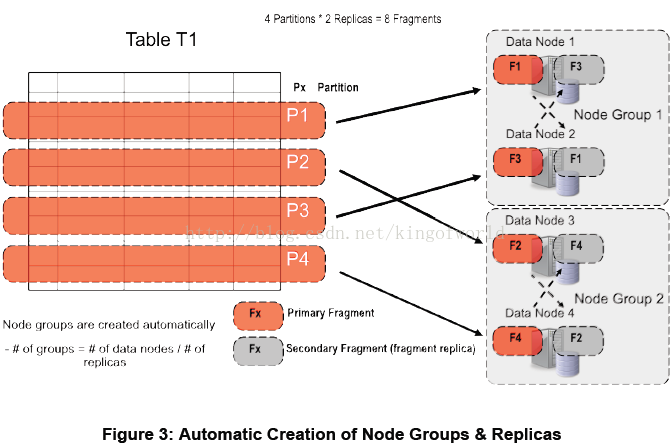 4 Partitions * 2 Replicas = 8 Fragments
Table T1
Px Partition
P1
P2
P3
P4
http://blog.csdn.net/kingofworld
Data Node 1
F1
F3
Node Group 1
Data Node 2
F3
F1
Data Node 3
F2
F4
Node Group 2
Data Node 4
F4
F2
Node groups are created automatically
- # of groups = # of data nodes / # of
replicas
Fx Primary Fragment
Fx Secondary Fragment (fragment replica)
Figure 3: Automatic Creation of Node Groups & Replicas